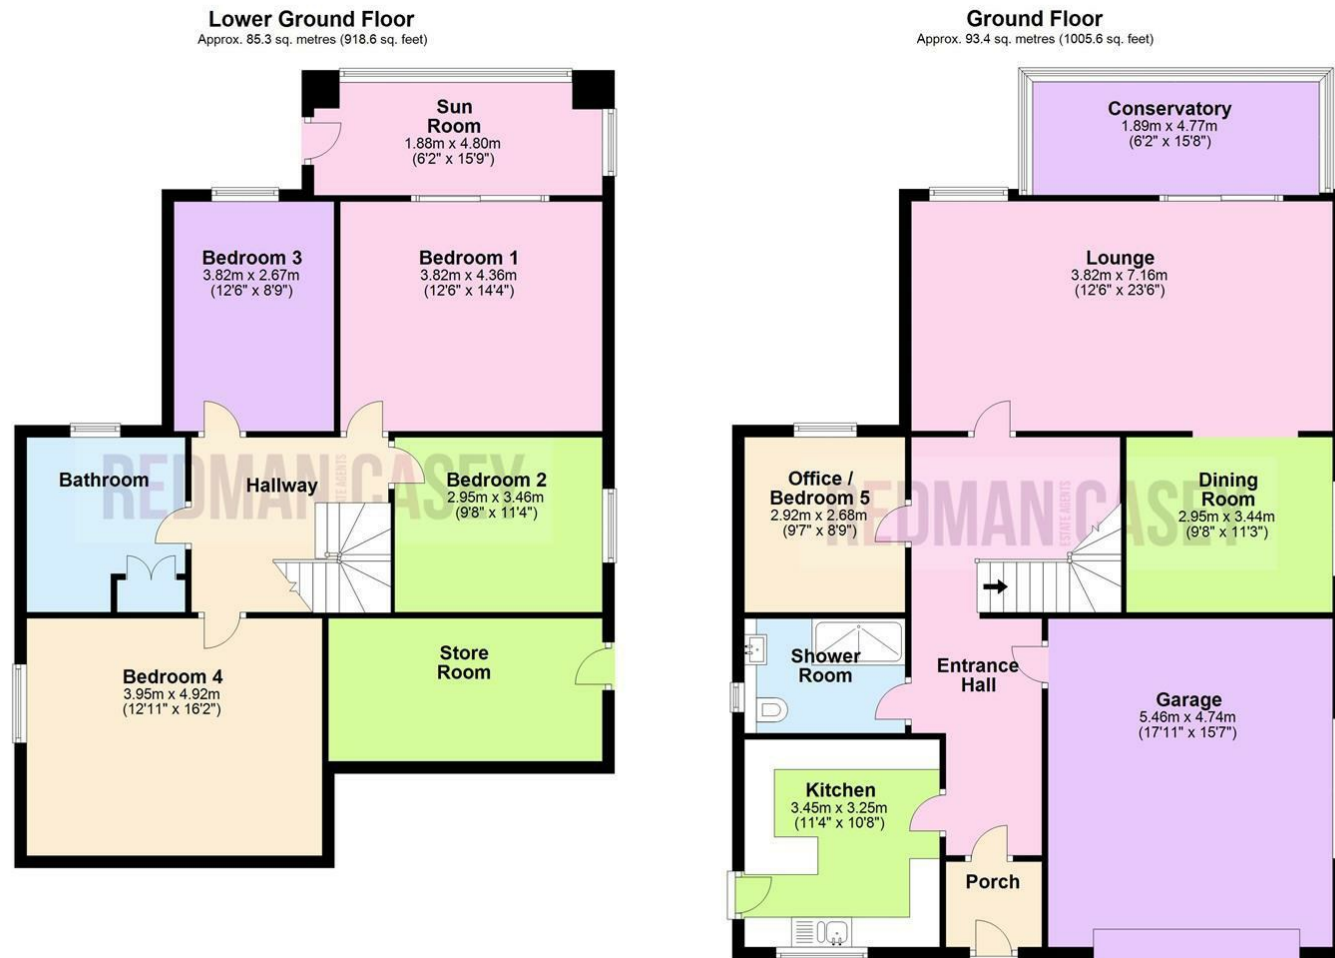 Lower Ground Floor
Approx. 85.3 sq. metres (918.6 sq. feet)
Sun
Room
1.88m x 4.80m
(6'2" x 15'9")
Bedroom 3
3.82m x 2.67m
(12'6" x 8'9")
Bedroom 1
3.82m x 4.36m
(12'6" x 14'4")
Bathroom
Hallway
Bedroom 2
2.95m x 3.46m
(9'8" x 11'4")
REDMAN CASEY
ESTATE AGENTS
Bedroom 4
3.95m x 4.92m
(12'11" x 16'2")
Store
Room
Ground Floor
Approx. 93.4 sq. metres (1005.6 sq. feet)
Conservatory
1.89m x 4.77m
(6'2" x 15'8")
Lounge
3.82m x 7.16m
(12'6" x 23'6")
Office /
Bedroom 5
2.92m x 2.68m
(9'7" x 8'9")
Dining
Room
2.95m x 3.44m
(9'8" x 11'3")
REDMAN CASEY
ESTATE AGENTS
Shower
Room
Entrance
Hall
Garage
5.46m x 4.74m
(17'11" x 15'7")
Kitchen
3.45m x 3.25m
(11'4" x 10'8")
Porch